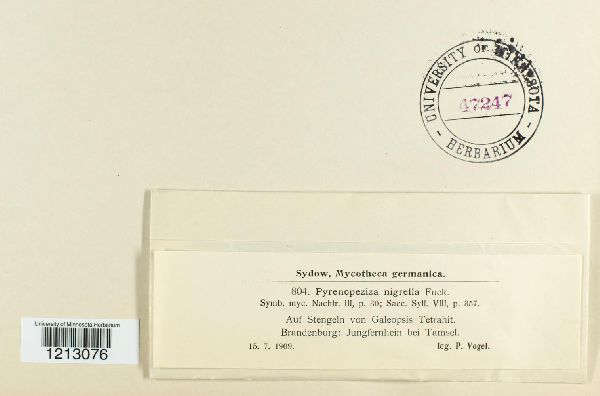 UNIVERSITY OF MINNESOTA
47247
- HERBARIUM -
Sydow, Mycotheca germanica.
804. Pyrenopeziza nigrella Fuck.
Symb. myc. Nachtr. III, p. 30; Sacc. Syll. VIII, p. 357.
Auf Stengeln von Galeopsis Tetrahit.
Brandenburg: Jungfernhein bei Tamsel.
15. 7. 1909. leg. P. Vogel.
University of Minnesota Herbarium
1213076